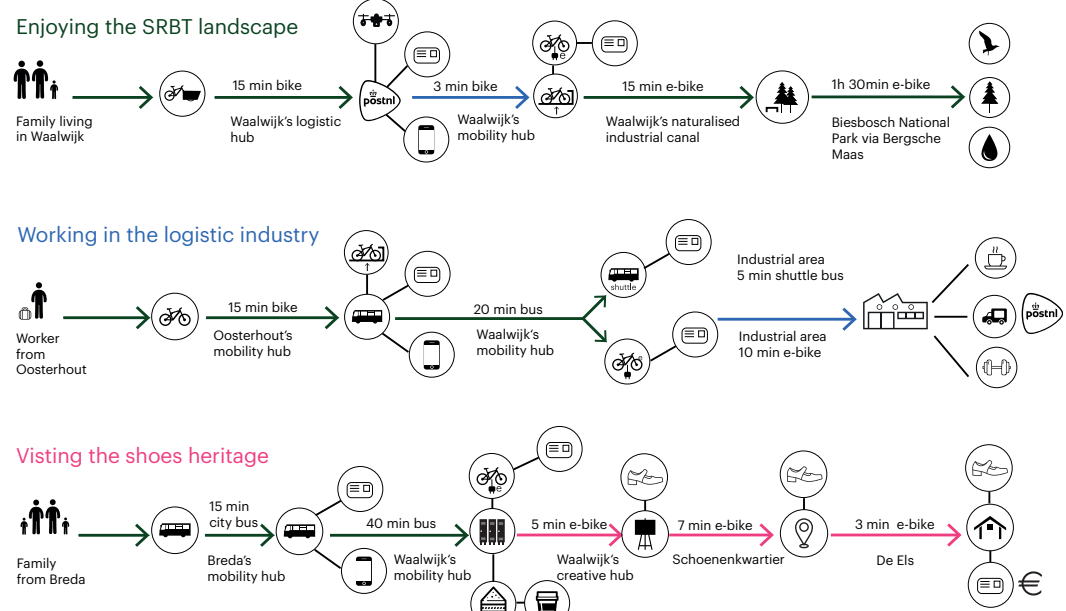 Enjoying the SRBT landscape
Family living
in Waalwijk
15 min bike
Waalwijk's logistic
hub
postnl
3 min bike
Waalwijk's
mobility hub
e
15 min e-bike
Waalwijk's naturalised
industrial canal
1h 30min e-bike
Biesbosch National
Park via Bergsche
Maas
Working in the logistic industry
Worker
from
Oosterhout
15 min bike
Oosterhout's
mobility hub
20 min bus
Waalwijk's
mobility hub
shuttle
e
Industrial area
5 min shuttle bus
Industrial area
10 min e-bike
postnl
Visting the shoes heritage
Family
from Breda
15 min
city bus
Breda's
mobility hub
40 min bus
Waalwijk's
mobility hub
e
5 min e-bike
Waalwijk's
creative hub
7 min e-bike
Schoenenkwartier
3 min e-bike
De Els
€